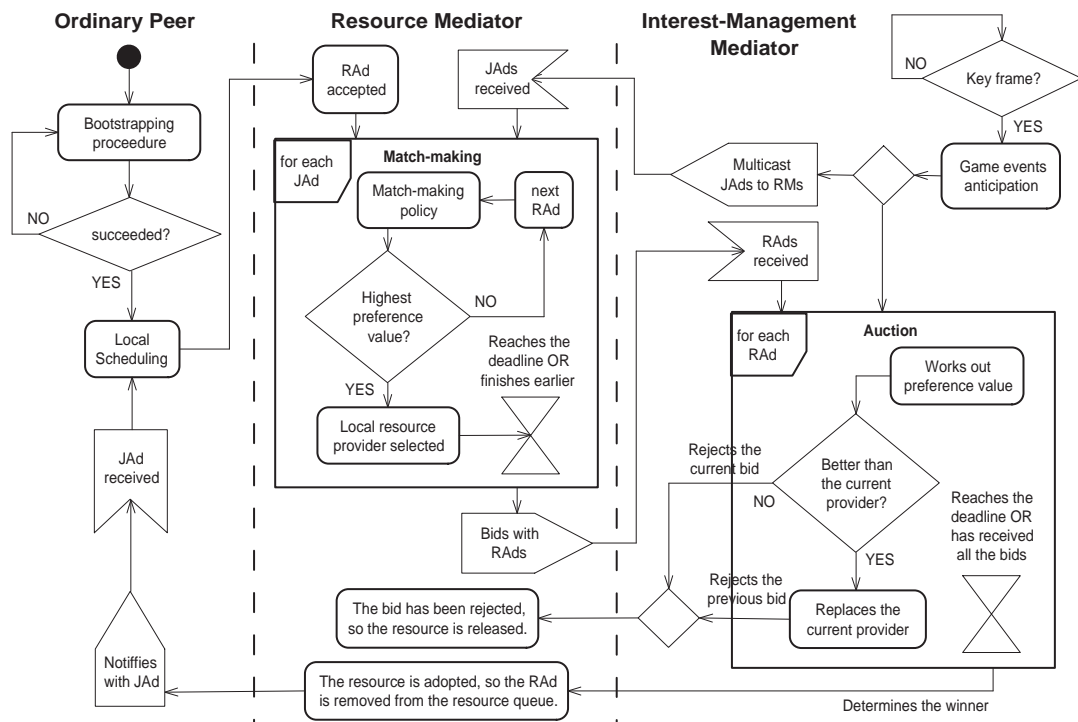 Ordinary Peer
Resource Mediator
Interest-Management
Mediator
RAd
accepted
JAds
received
NO
Key frame?
YES
Bootstrapping
proceedure
for each
JAd
Match-making
Match-making
policy
next
RAd
Multicast
JAds to RMs
Game events
anticipation
NO
succeeded?
YES
RAds
received
Highest
preference
value?
NO
YES
Local
Scheduling
Reaches the
deadline OR
finishes earlier
for each
RAd
Auction
Works out
preference value
Local resource
provider selected
JAd
received
Rejects the
current bid
NO
Better than
the current
provider?
YES
Reaches the
deadline OR
has received
all the bids
Bids with
RAds
Rejects the
previous bid
The bid has been rejected,
so the resource is released.
Replaces the
current provider
Notiffies
with JAd
The resource is adopted, so the RAd
is removed from the resource queue.
Determines the winner